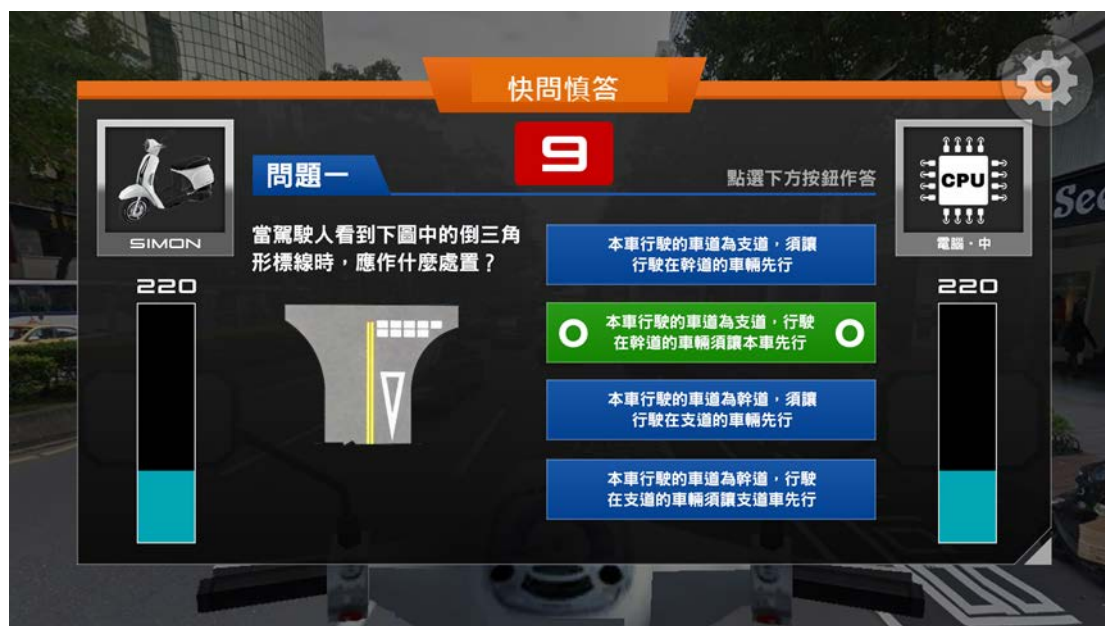 快問慎答
9
問題一
點選下方按鈕作答
CPU
SIMON
電腦・中
220
220
當駕駛人看到下圖中的倒三角
形標線時，應作什麼處置？
本車行駛的車道為支道，須讓
行駛在幹道的車輛先行
本車行駛的車道為支道，行駛
在幹道的車輛須讓本車先行
本車行駛的車道為幹道，須讓
行駛在支道的車輛先行
本車行駛的車道為幹道，行駛
在支道的車輛須讓支道車先行